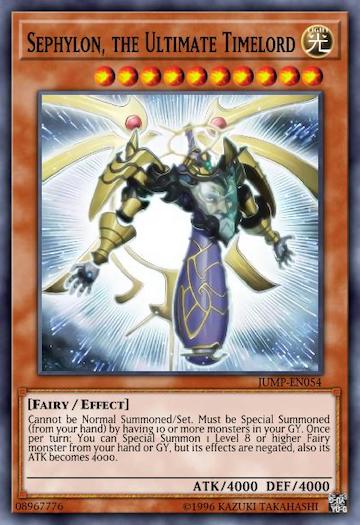 SEPHYLON, THE ULTIMATE TIMELORD
LIGHT
光
JUMP-EN054
[FAIRY / EFFECT]
Cannot be Normal Summoned/Set. Must be Special Summoned
(from your hand) by having 10 or more monsters in your GY. Once
per turn: You can Special Summon 1 Level 8 or higher Fairy
monster from your hand or GY, but its effects are negated, also its
ATK becomes 4000.
ATK/4000 DEF/4000
08967776
©1996 KAZUKI TAKAHASHI